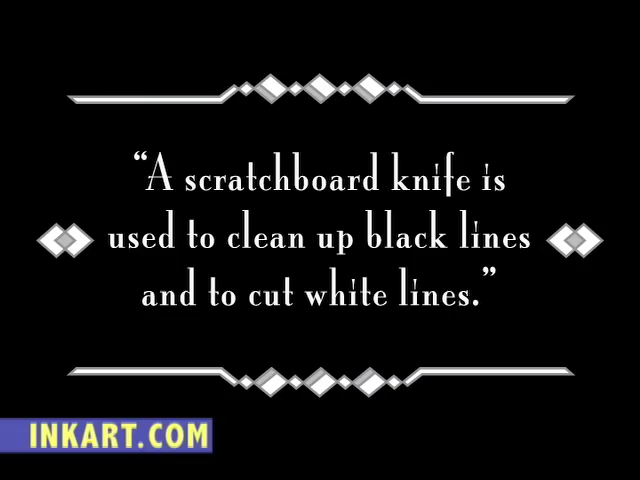 “A scratchboard knife is
used to clean up black lines
and to cut white lines.”
INKART.COM